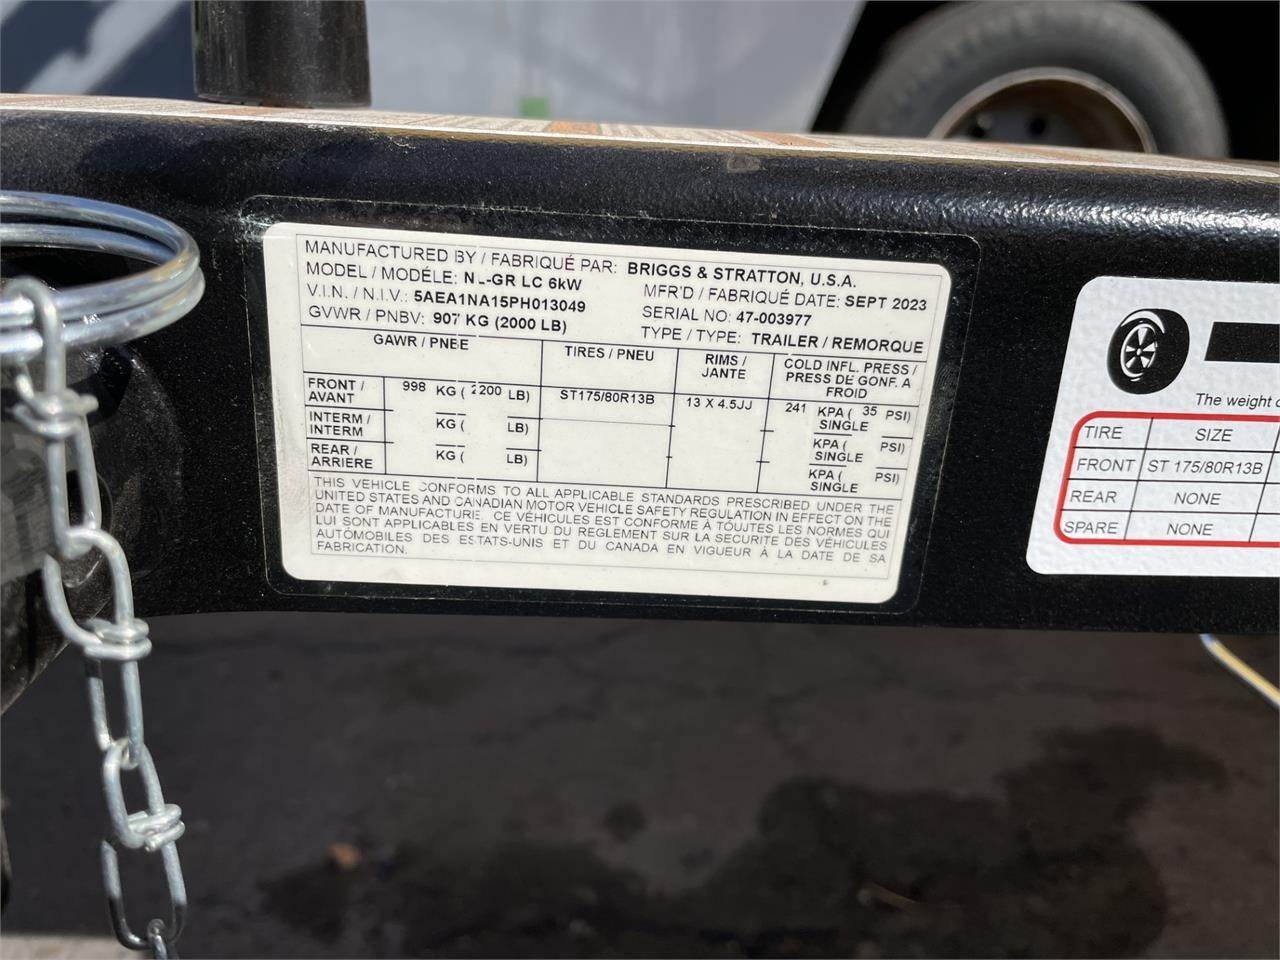 MANUFACTURED BY / FABRIQUÉ PAR: BRIGGS & STRATTON, U.S.A.
MODEL / MODÉLE: NL-GR LC 6kW MFR'D / FABRIQUÉ DATE: SEPT 2023
V.I.N. / N.I.V.: 5AEA1NA15PH013049 SERIAL NO: 47-003977
GVWR / PNBV: 907 KG (2000 LB) TYPE / TYPE: TRAILER / REMORQUE
GAWR / PNBE TIRES / PNEU RIMS / JANTE COLD INFL. PRESS / PRESS DE GONF. A FROID
FRONT / AVANT 998 KG ( 2200 LB) ST175/80R13B 13 X 4.5JJ 241 KPA ( 35 PSI) SINGLE
INTERM / INTERM KG ( LB) KPA ( PSI) SINGLE
REAR / ARRIERE KG ( LB) KPA ( PSI) SINGLE
THIS VEHICLE CONFORMS TO ALL APPLICABLE STANDARDS PRESCRIBED UNDER THE
UNITED STATES AND CANADIAN MOTOR VEHICLE SAFETY REGULATION IN EFFECT ON THE
DATE OF MANUFACTURE. CE VÉHICULES EST CONFORME À TOUTES LES NORMES QUI
LUI SONT APPLICABLES EN VERTU DU REGLEMENT SUR LA SECURITE DES VÉHICULES
AUTOMOBILES DES ESTATS-UNIS ET DU CANADA EN VIGUEUR À LA DATE DE SA
FABRICATION.
The weight
TIRE SIZE
FRONT ST 175/80R13B
REAR NONE
SPARE NONE